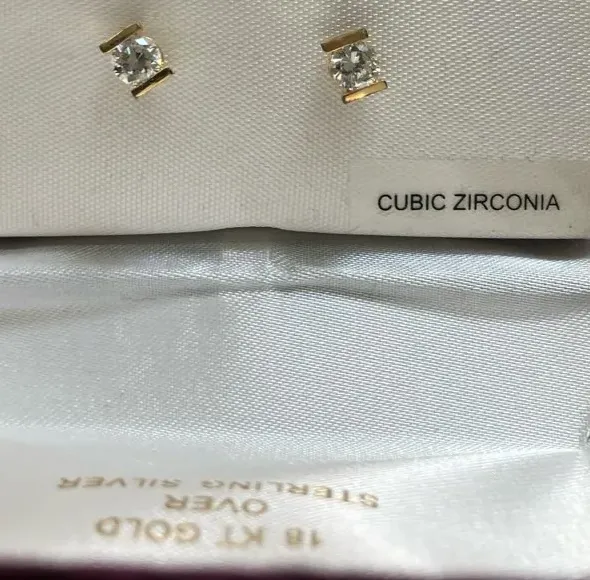 CUBIC ZIRCONIA
18 KT GOLD
OVER
STERLING SILVER